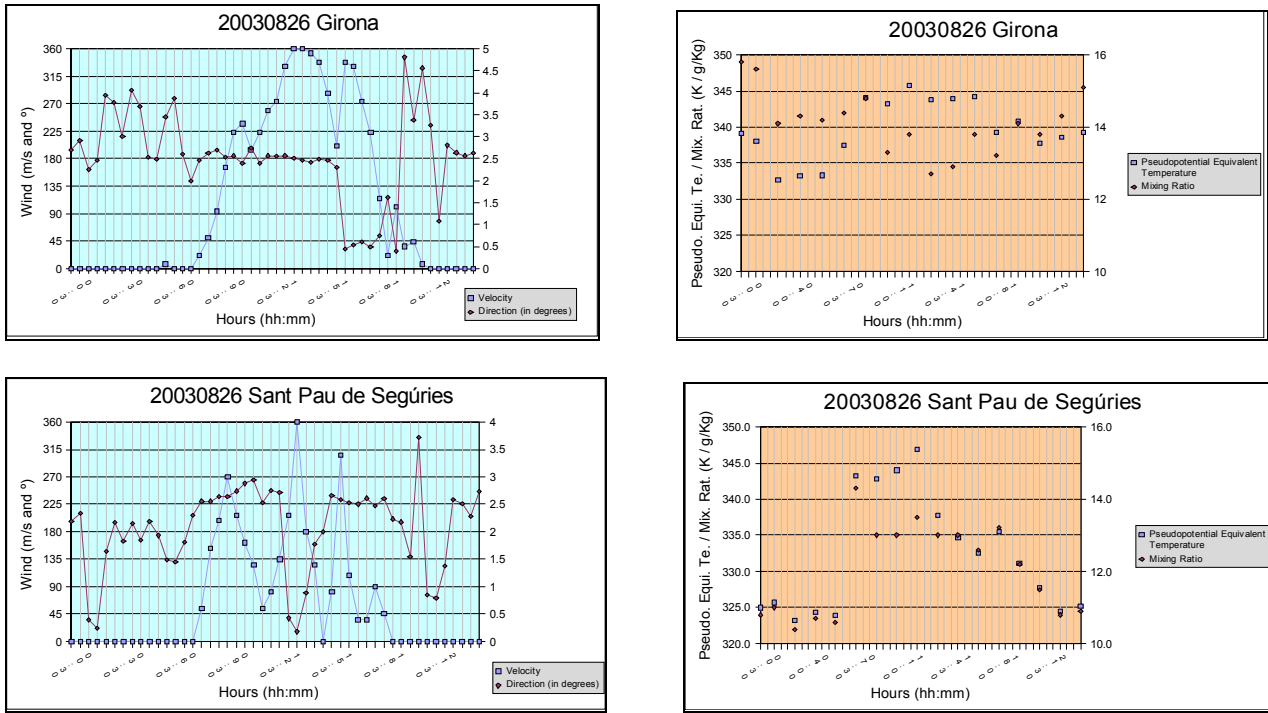 20030826 Girona
Wind (m/s and º)
360
315
270
225
180
135
90
45
0
5
4.5
4
3.5
3
2.5
2
1.5
1
0.5
0
Hours (hh:mm)
Velocity
Direction (in degrees)
20030826 Girona
Pseudo. Equi. Te. / Mix. Rat. (K / g/Kg)
350
345
340
335
330
325
320
16
14
12
10
Hours (hh:mm)
Pseudopotential Equivalent
Temperature
Mixing Ratio
20030826 Sant Pau de Segúries
Wind (m/s and º)
360
315
270
225
180
135
90
45
0
4
3.5
3
2.5
2
1.5
1
0.5
0
Hours (hh:mm)
Velocity
Direction (in degrees)
20030826 Sant Pau de Segúries
Pseudo. Equi. Te. / Mix. Rat. (K / g/Kg)
350.0
345.0
340.0
335.0
330.0
325.0
320.0
16.0
14.0
12.0
10.0
Hours (hh:mm)
Pseudopotential Equivalent
Temperature
Mixing Ratio